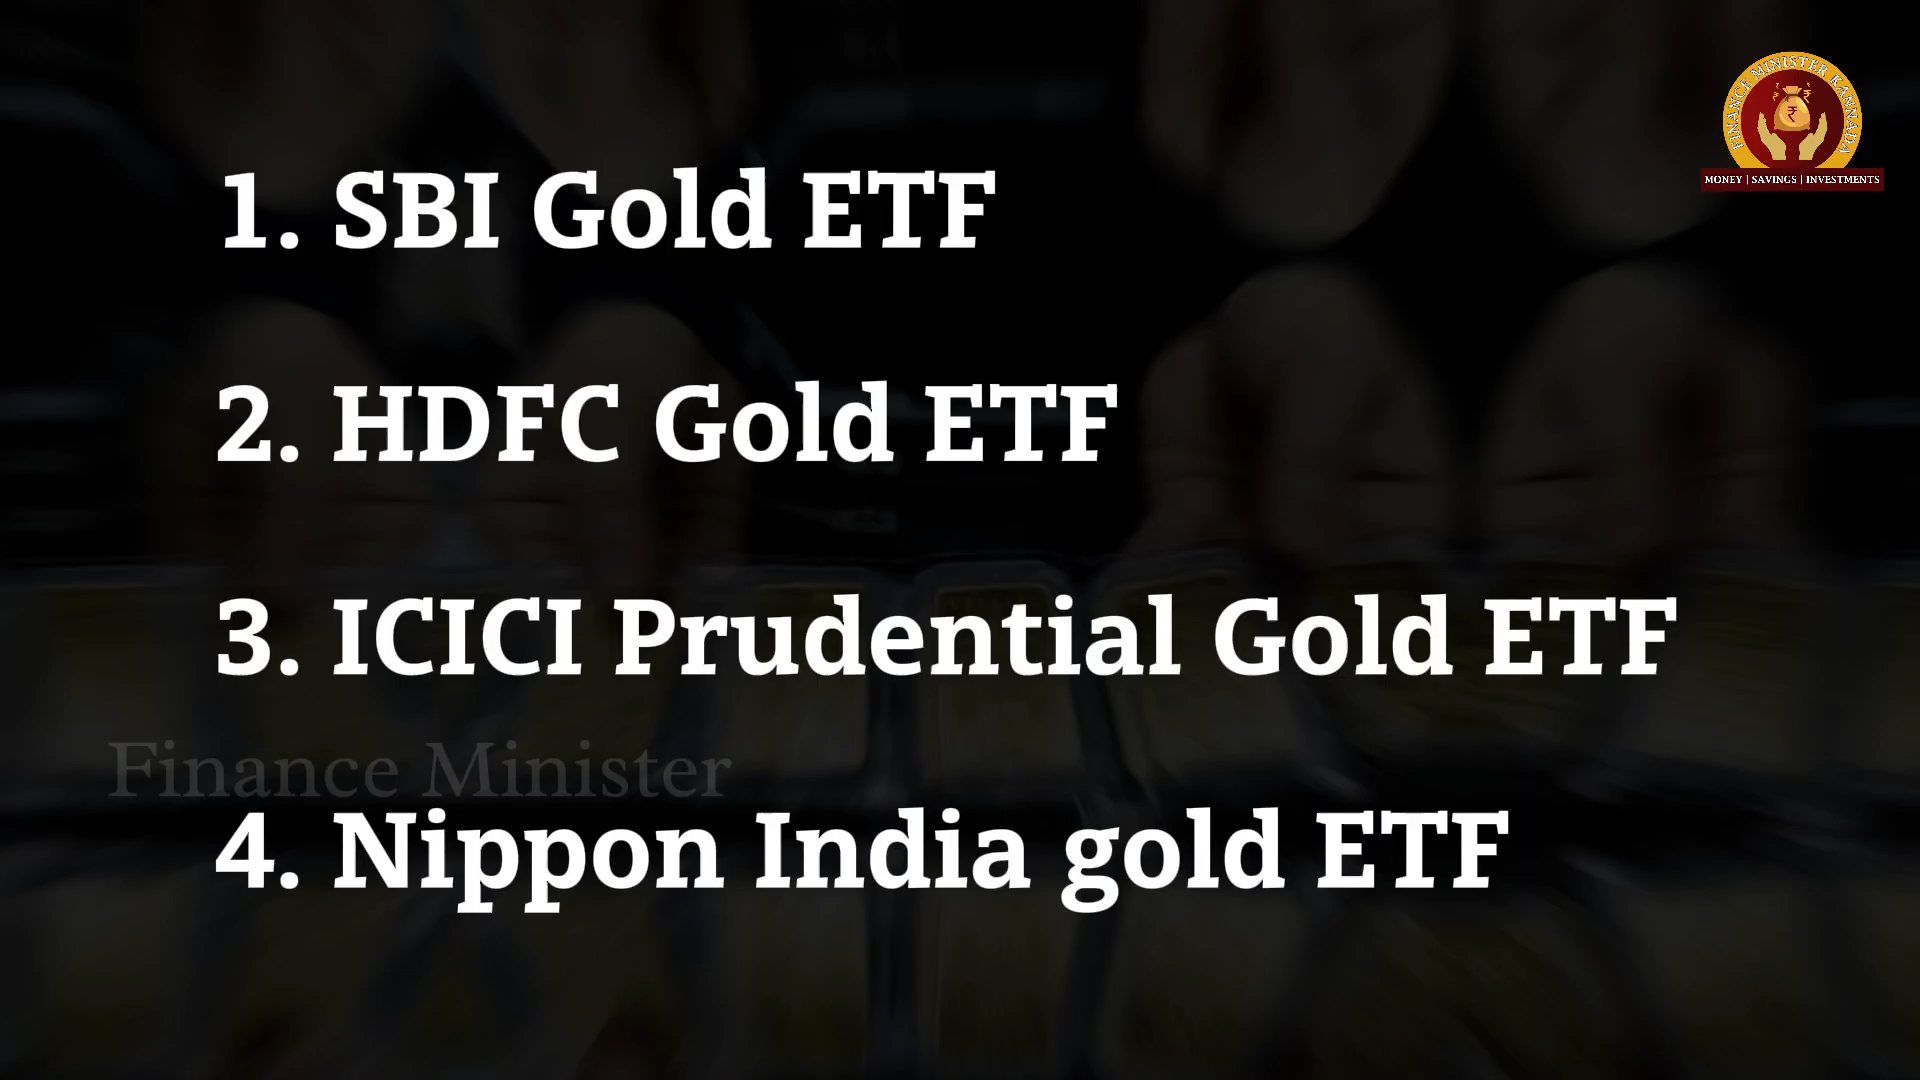 FINANCE MINISTER KANNADA
MONEY | SAVINGS | INVESTMENTS
1. SBI Gold ETF
2. HDFC Gold ETF
3. ICICI Prudential Gold ETF
Finance Minister
4. Nippon India gold ETF